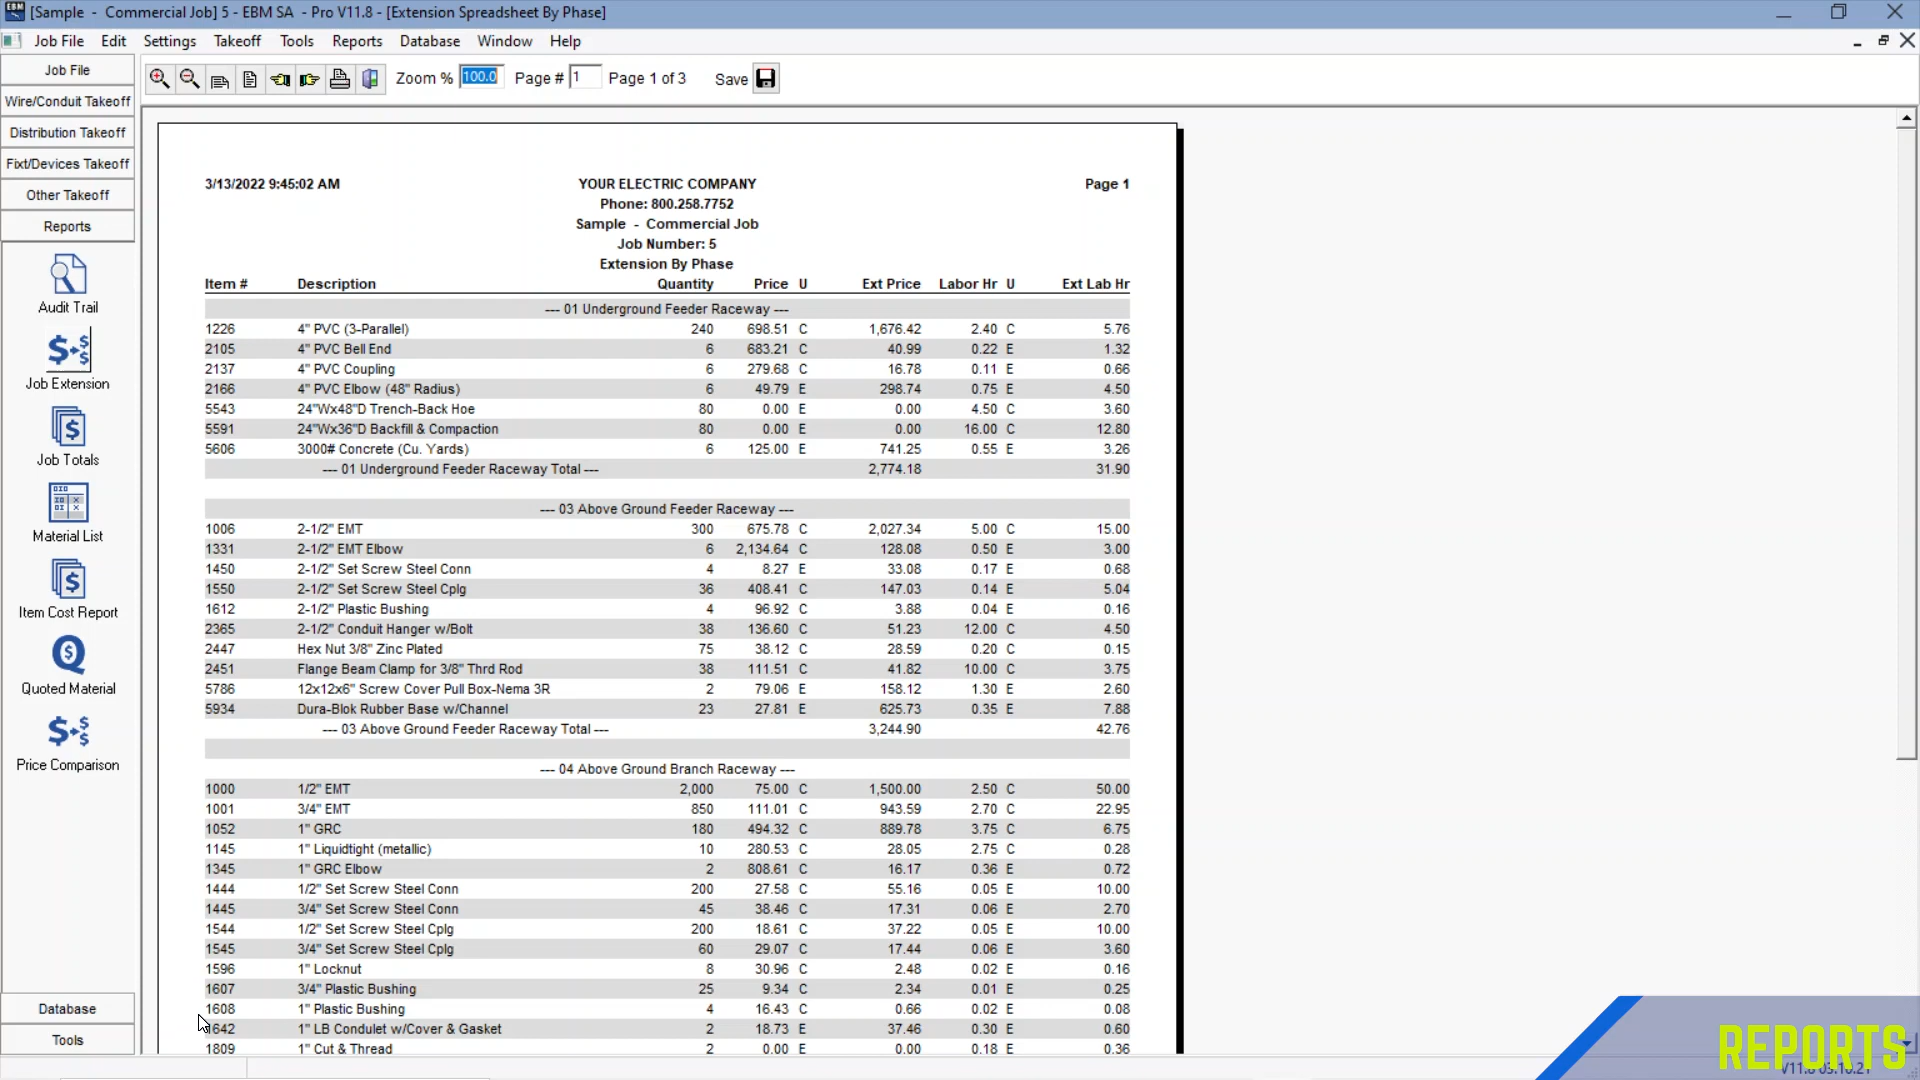 [Sample - Commercial Job] 5 - EBM SA - Pro V11.8 - [Extension Spreadsheet By Phase]
Job File Edit Settings Takeoff Tools Reports Database Window Help
Job File
Wire/Conduit Takeoff
Distribution Takeoff
Fixt/Devices Takeoff
Other Takeoff
Reports
Audit Trail
Job Extension
Job Totals
Material List
Item Cost Report
Quoted Material
Price Comparison
Database
Tools
Zoom % 100.0 Page # 1 Page 1 of 3 Save
3/13/2022 9:45:02 AM YOUR ELECTRIC COMPANY Page 1
Phone: 800.258.7752
Sample - Commercial Job
Job Number: 5
Extension By Phase
Item # Description Quantity Price U Ext Price Labor Hr U Ext Lab Hr
--- 01 Underground Feeder Raceway ---
1226 4" PVC (3-Parallel) 240 698.51 C 1,676.42 2.40 C 5.76
2105 4" PVC Bell End 6 683.21 C 40.99 0.22 E 1.32
2137 4" PVC Coupling 6 279.68 C 16.78 0.11 E 0.66
2166 4" PVC Elbow (48" Radius) 6 49.79 E 298.74 0.75 E 4.50
5543 24"Wx48"D Trench-Back Hoe 80 0.00 E 0.00 4.50 C 3.60
5591 24"Wx36"D Backfill & Compaction 80 0.00 E 0.00 16.00 C 12.80
5606 3000# Concrete (Cu. Yards) 6 125.00 E 741.25 0.55 E 3.26
--- 01 Underground Feeder Raceway Total --- 2,774.18 31.90
--- 03 Above Ground Feeder Raceway ---
1006 2-1/2" EMT 300 675.78 C 2,027.34 5.00 C 15.00
1331 2-1/2" EMT Elbow 6 2,134.64 C 128.08 0.50 E 3.00
1450 2-1/2" Set Screw Steel Conn 4 8.27 E 33.08 0.17 E 0.68
1550 2-1/2" Set Screw Steel Cplg 36 408.41 C 147.03 0.14 E 5.04
1612 2-1/2" Plastic Bushing 4 96.92 C 3.88 0.04 E 0.16
2365 2-1/2" Conduit Hanger w/Bolt 38 136.60 C 51.23 12.00 C 4.50
2447 Hex Nut 3/8" Zinc Plated 75 38.12 C 28.59 0.20 C 0.15
2451 Flange Beam Clamp for 3/8" Thrd Rod 38 111.51 C 41.82 10.00 C 3.75
5786 12x12x6" Screw Cover Pull Box-Nema 3R 2 79.06 E 158.12 1.30 E 2.60
5934 Dura-Blok Rubber Base w/Channel 23 27.81 E 625.73 0.35 E 7.88
--- 03 Above Ground Feeder Raceway Total --- 3,244.90 42.76
--- 04 Above Ground Branch Raceway ---
1000 1/2" EMT 2,000 75.00 C 1,500.00 2.50 C 50.00
1001 3/4" EMT 850 111.01 C 943.59 2.70 C 22.95
1052 1" GRC 180 494.32 C 889.78 3.75 C 6.75
1145 1" Liquidtight (metallic) 10 280.53 C 28.05 2.75 C 0.28
1345 1" GRC Elbow 2 808.61 C 16.17 0.36 E 0.72
1444 1/2" Set Screw Steel Conn 200 27.58 C 55.16 0.05 E 10.00
1445 3/4" Set Screw Steel Conn 45 38.46 C 17.31 0.06 E 2.70
1544 1/2" Set Screw Steel Cplg 200 18.61 C 37.22 0.05 E 10.00
1545 3/4" Set Screw Steel Cplg 60 29.07 C 17.44 0.06 E 3.60
1596 1" Locknut 8 30.96 C 2.48 0.02 E 0.16
1607 3/4" Plastic Bushing 25 9.34 C 2.34 0.01 E 0.25
1608 1" Plastic Bushing 4 16.43 C 0.66 0.02 E 0.08
1642 1" LB Condulet w/Cover & Gasket 2 18.73 E 37.46 0.30 E 0.60
1809 1" Cut & Thread 2 0.00 E 0.00 0.18 E 0.36
REPORTS